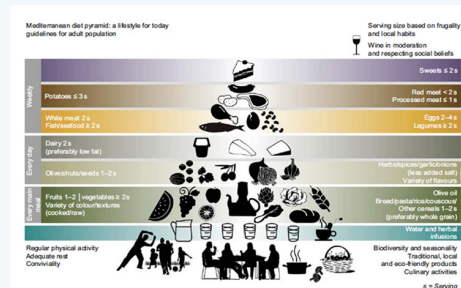 Mediterranean diet pyramid: a lifestyle for today
guidelines for adult population
Serving size based on frugality
and local habits
Wine in moderation
and respecting social beliefs
Weekly
Sweets ≤ 2s
Potatoes ≤ 3 s
Red meat < 2s
Processed meat ≤ 1s
White meat 2s
Fish/seafood ≥ 2s
Eggs 2–4s
Legumes ≥ 2s
Every day
Dairy 2s
(preferably low fat)
Olives/nuts/seeds 1–2s
Herbs/spices/garlic/onions
(less added salt)
Variety of flavours
Every main
meal
Fruits 1–2 | vegetables ≥ 2s
Variety of colour/textures
(cooked/raw)
Olive oil
Bread/pasta/rice/couscous/
Other cereals 1–2s
(preferably whole grain)
Water and herbal
infusions
Regular physical activity
Adequate rest
Conviviality
Biodiversity and seasonality
Traditional, local
and eco-friendly products
Culinary activities
s = Serving